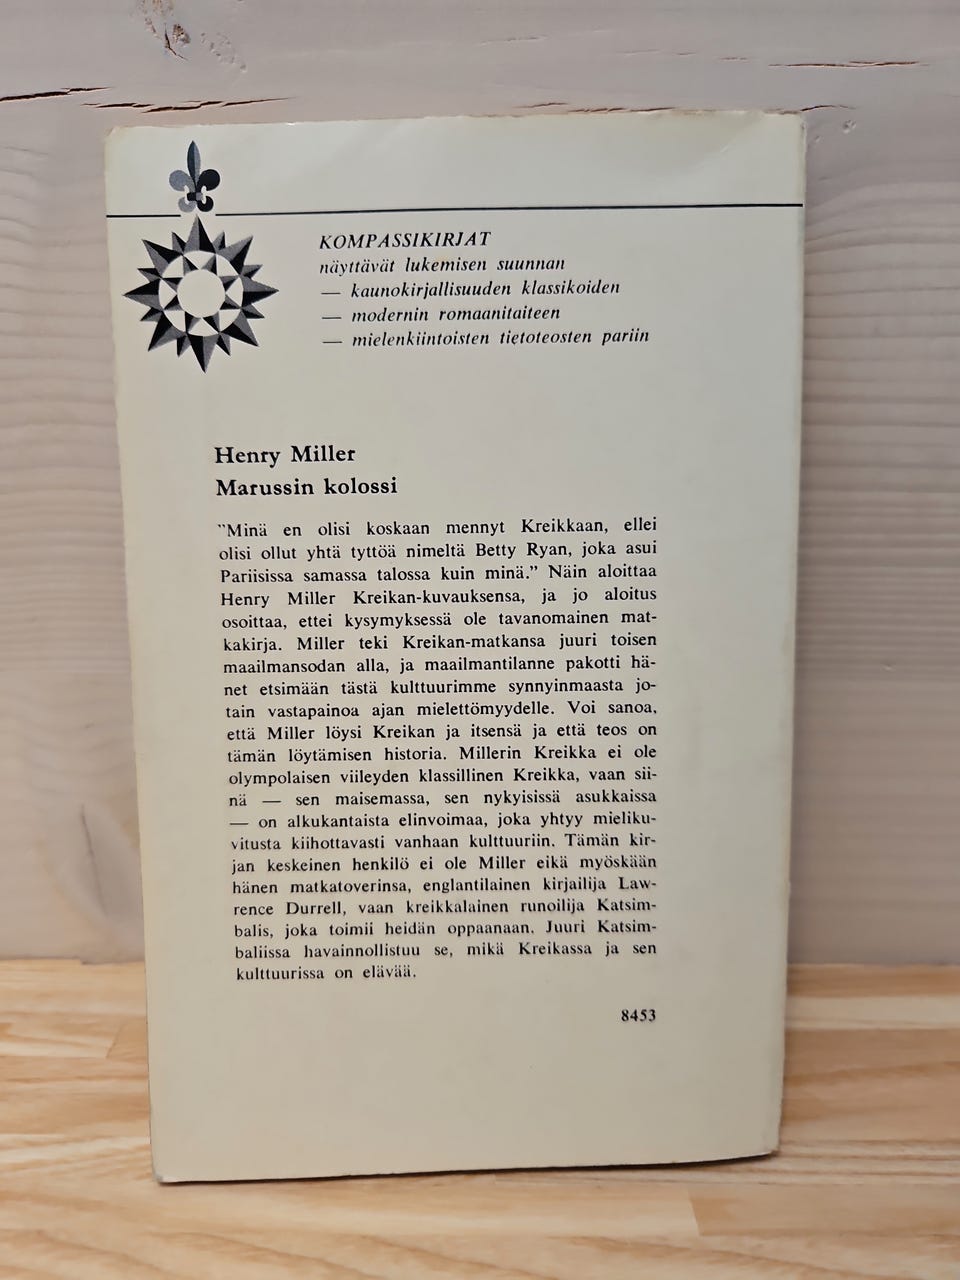 KOMPASSIKIRJAT
näyttävät lukemisen suunnan
— kaunokirjallisuuden klassikoiden
— modernin romaanitaiteen
— mielenkiintoisten tietoteosten pariin
Henry Miller
Marussin kolossi
"Minä en olisi koskaan mennyt Kreikkaan, ellei
olisi ollut yhtä tyttöä nimeltä Betty Ryan, joka asui
Pariisissa samassa talossa kuin minä." Näin aloittaa
Henry Miller Kreikan-kuvauksensa, ja jo aloitus
osoittaa, ettei kysymyksessä ole tavanomainen mat-
kakirja. Miller teki Kreikan-matkansa juuri toisen
maailmansodan alla, ja maailmantilanne pakotti hä-
net etsimään tästä kulttuurimme synnyinmaasta jo-
tain vastapainoa ajan mielettömyydelle. Voi sanoa,
että Miller löysi Kreikan ja itsensä ja että teos on
tämän löytämisen historia. Millerin Kreikka ei ole
olympolaisen viileyden klassillinen Kreikka, vaan sii-
nä — sen maisemassa, sen nykyisissä asukkaissa
— on alkukantaista elinvoimaa, joka yhtyy mieliku-
vitusta kiihottavasti vanhaan kulttuuriin. Tämän kir-
jan keskeinen henkilö ei ole Miller eikä myöskään
hänen matkatoverinsa, englantilainen kirjailija Law-
rence Durrell, vaan kreikkalainen runoilija Katsim-
balis, joka toimii heidän oppaanaan. Juuri Katsim-
baliissa havainnollistuu se, mikä Kreikassa ja sen
kulttuurissa on elävää.
8453